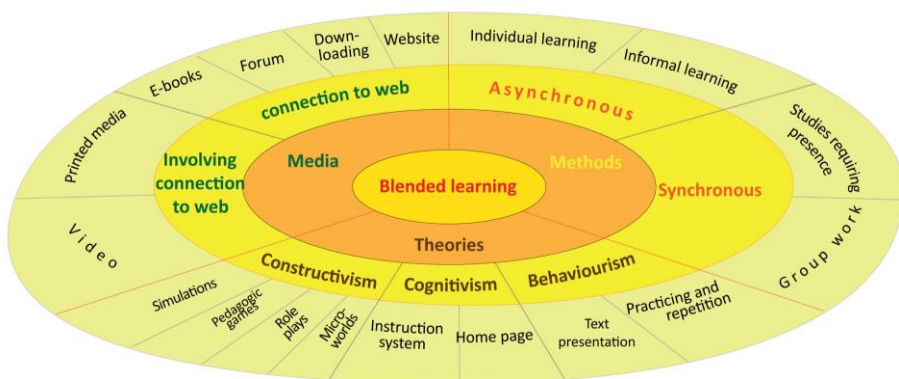 Individual learning
Informal learning
Studies requiring
presence
Group work
Practicing and
repetition
Text
presentation
Home page
Instruction
system
Micro-
worlds
Role
plays
Pedagogic
games
Simulations
Video
Printed media
E-books
Forum
Down-
loading
Website
connection to web
Asynchronous
Synchronous
Behaviourism
Cognitivism
Constructivism
Involving
connection
to web
Media
Methods
Theories
Blended learning